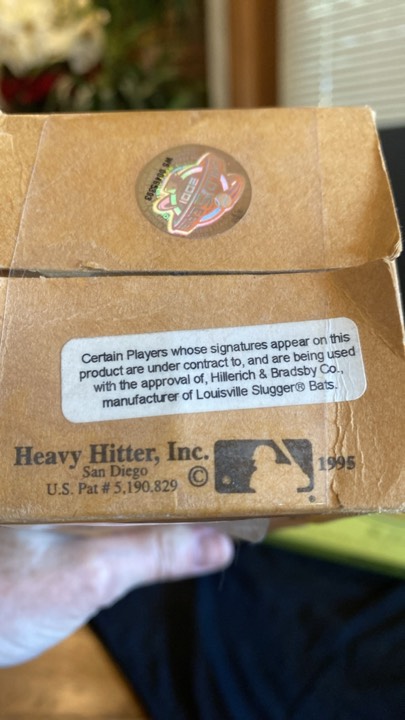 Certain Players whose signatures appear on this
product are under contract to, and are being used
with the approval of, Hillerich & Bradsby Co.,
manufacturer of Louisville Slugger® Bats.
Heavy Hitter, Inc.
San Diego
U.S. Pat # 5,190.829
© 1995